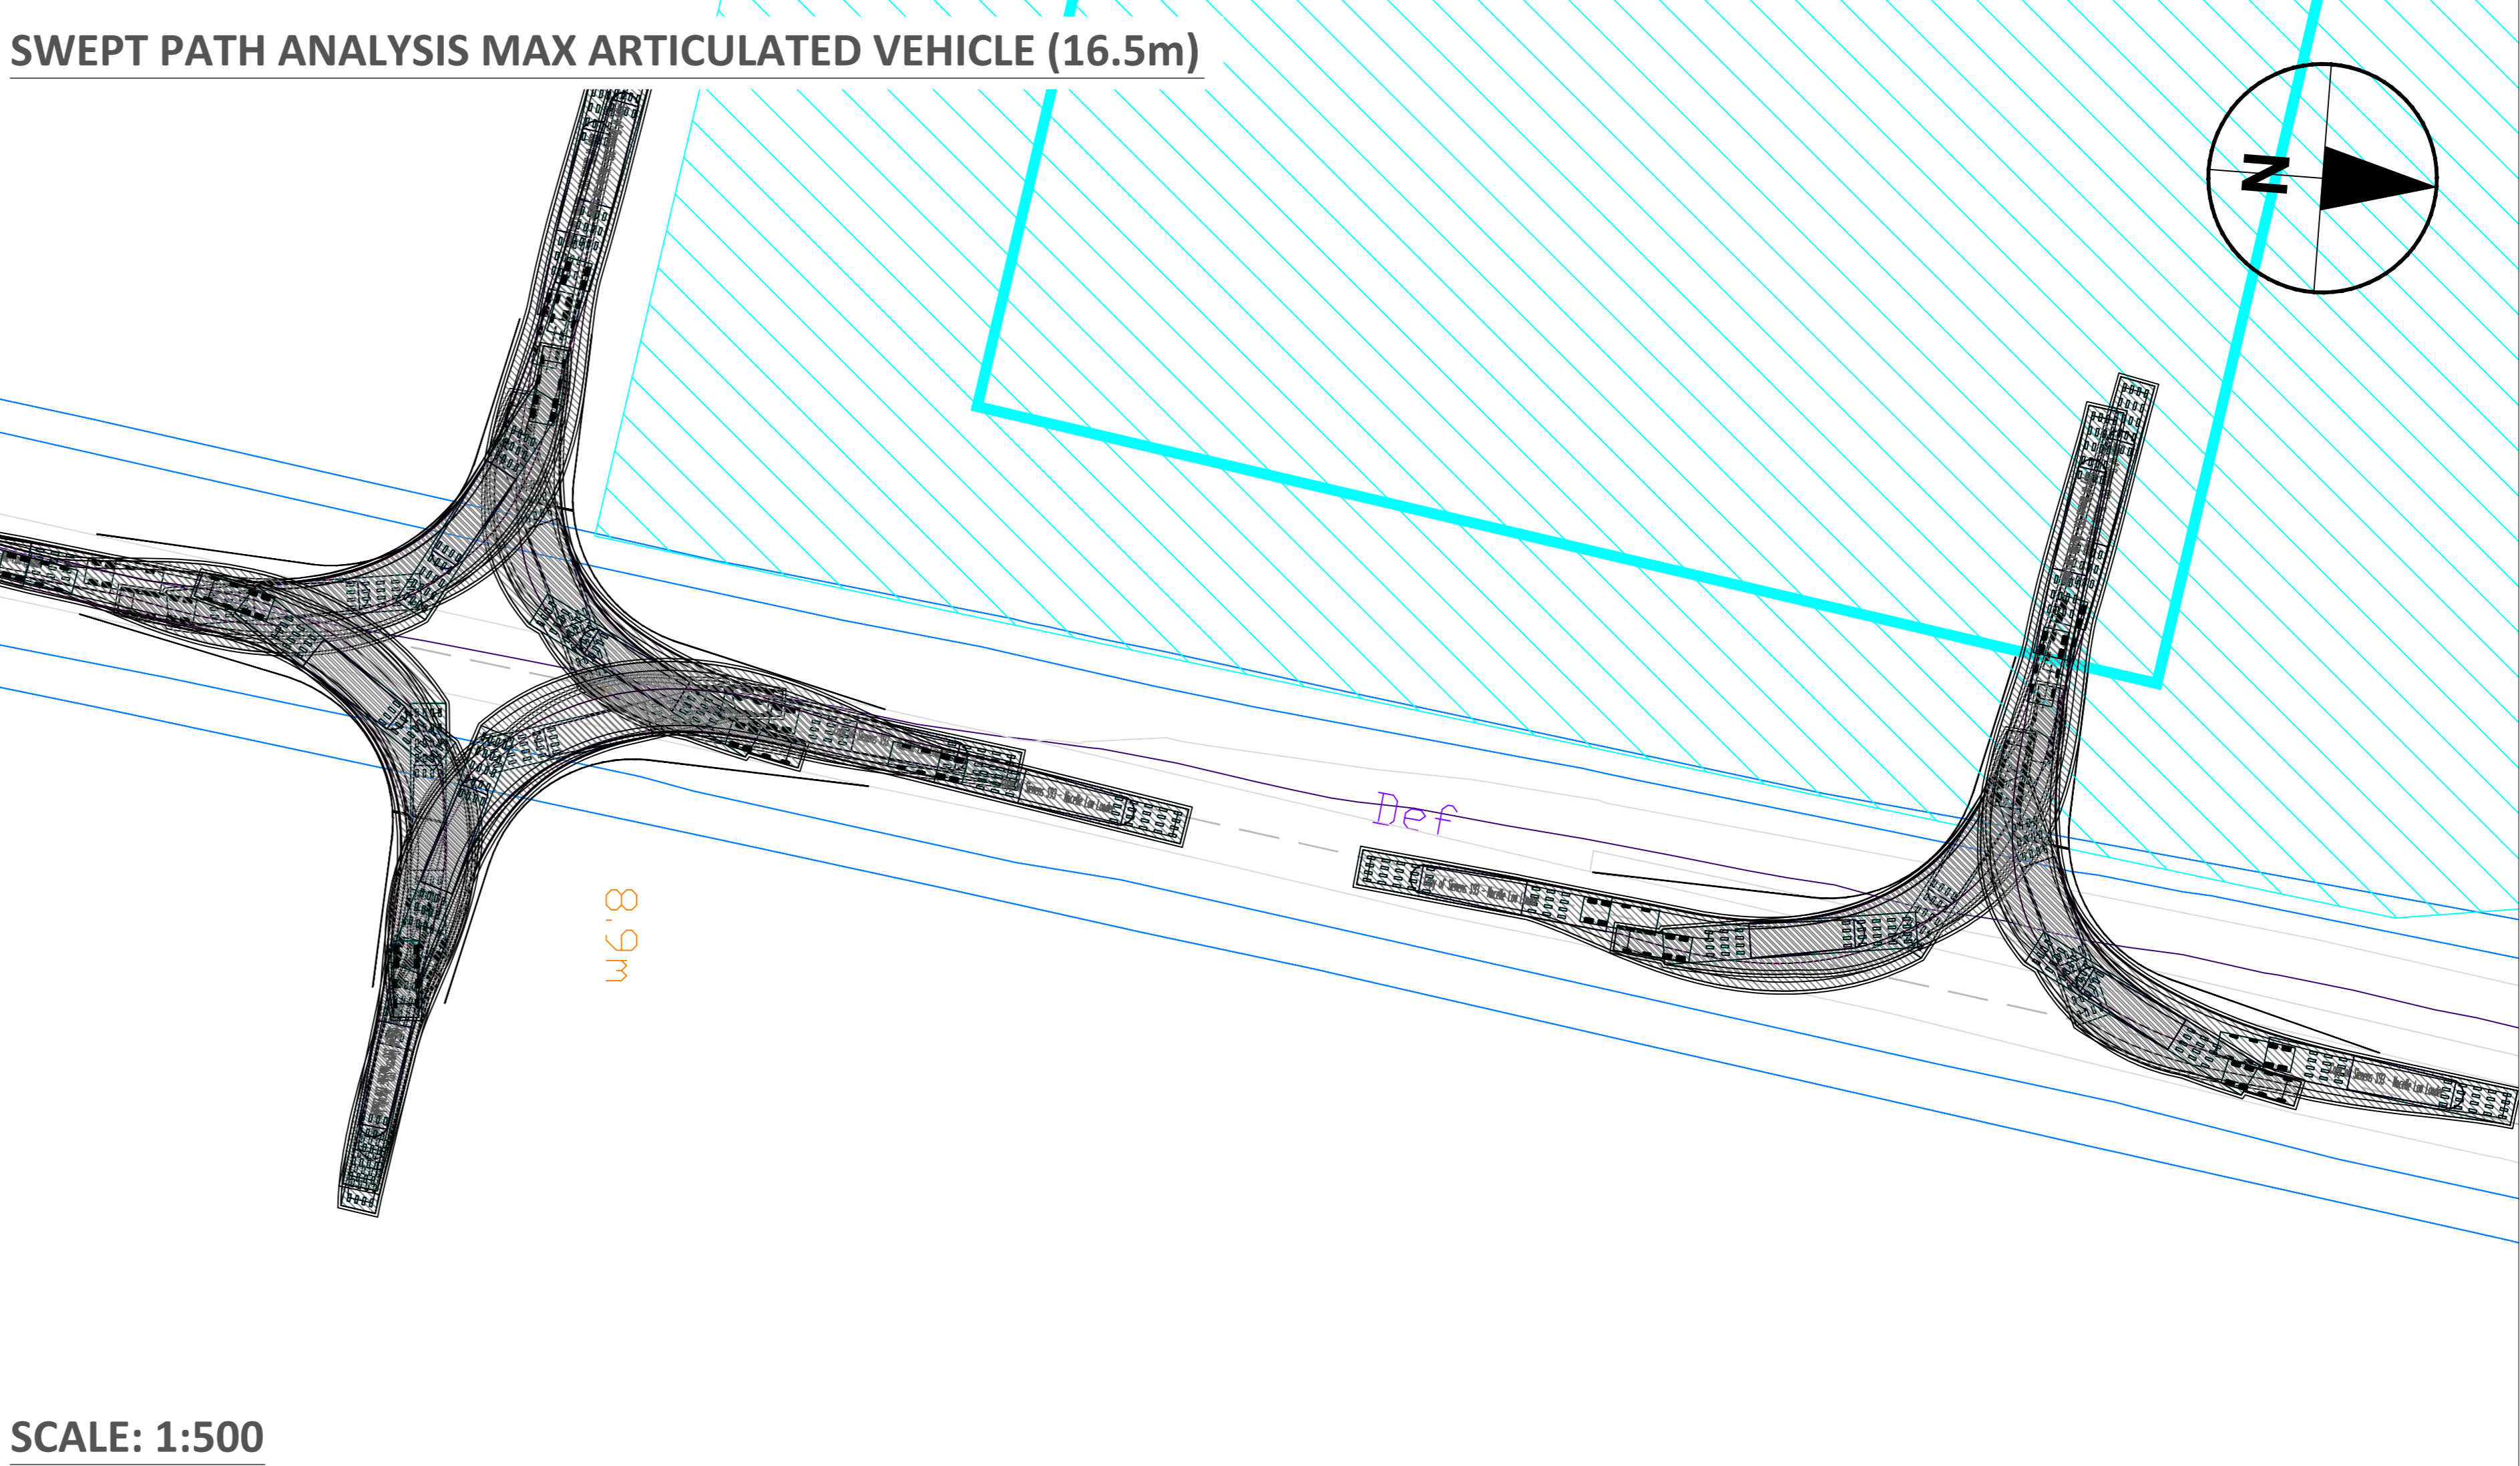 SWEPT PATH ANALYSIS MAX ARTICULATED VEHICLE (16.5m)
N
Def
8.9m
SCALE: 1:500